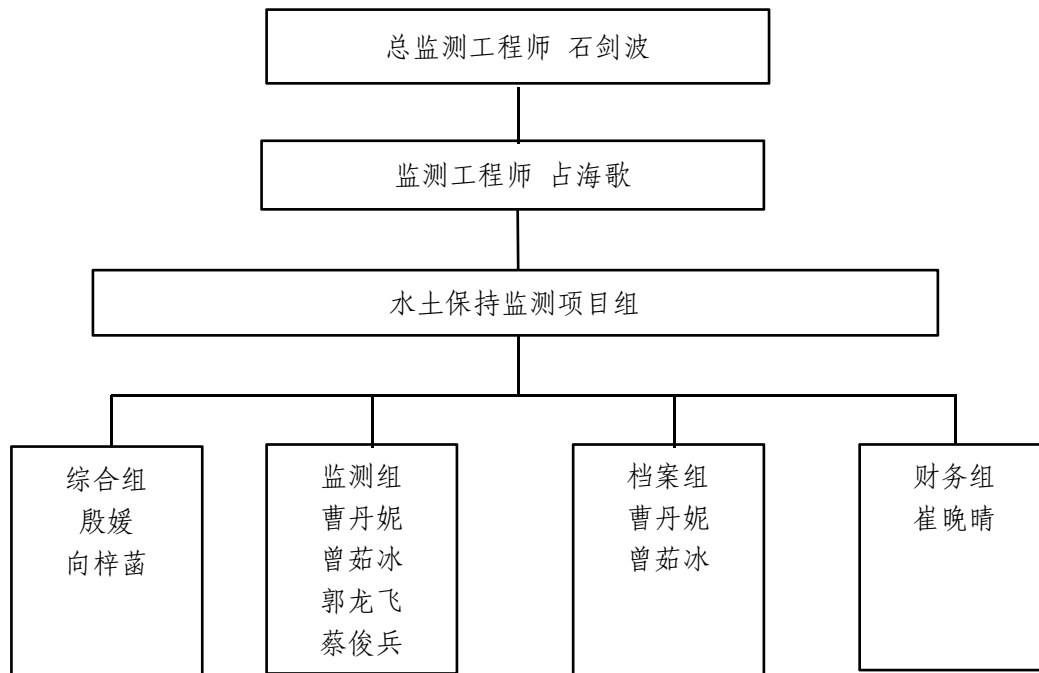 总监测工程师 石剑波
监测工程师 占海歌
水土保持监测项目组
综合组
殷媛
向梓菡
监测组
曹丹妮
曾茹冰
郭龙飞
蔡俊兵
档案组
曹丹妮
曾茹冰
财务组
崔晚晴